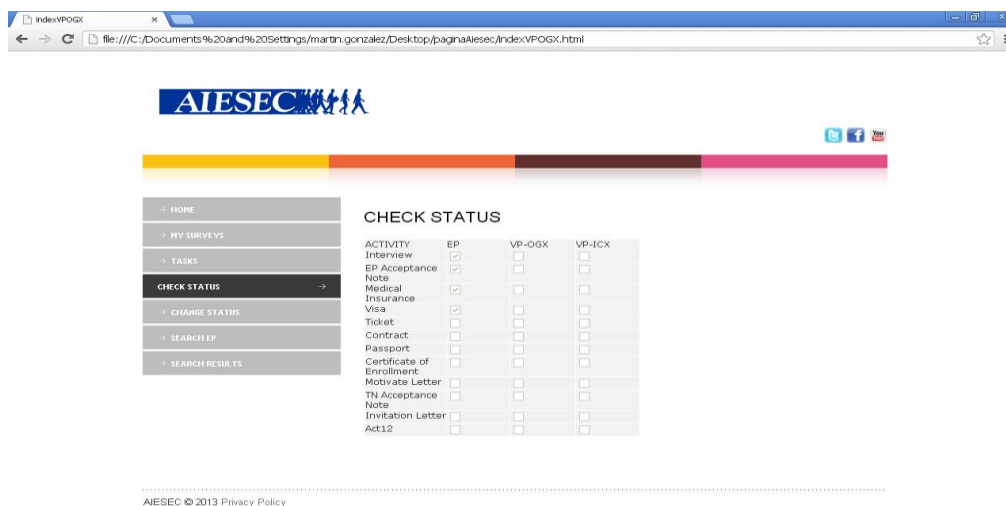 indexVPOGX
file:///C:/Documents%20and%20Settings/martin.gonzalez/Desktop/paginaAiesec/indexVPOGX.html
AIESEC
You
HOME
MY SURVEYS
TASKS
CHECK STATUS
CHANGE STATUS
SEARCH EP
SEARCH RESULTS
CHECK STATUS
ACTIVITY EP VP-OGX VP-ICX
Interview
EP Acceptance
Note
Medical
Insurance
Visa
Ticket
Contract
Passport
Certificate of
Enrollment
Motivate Letter
TN Acceptance
Note
Invitation Letter
Act12
AIESEC © 2013 Privacy Policy